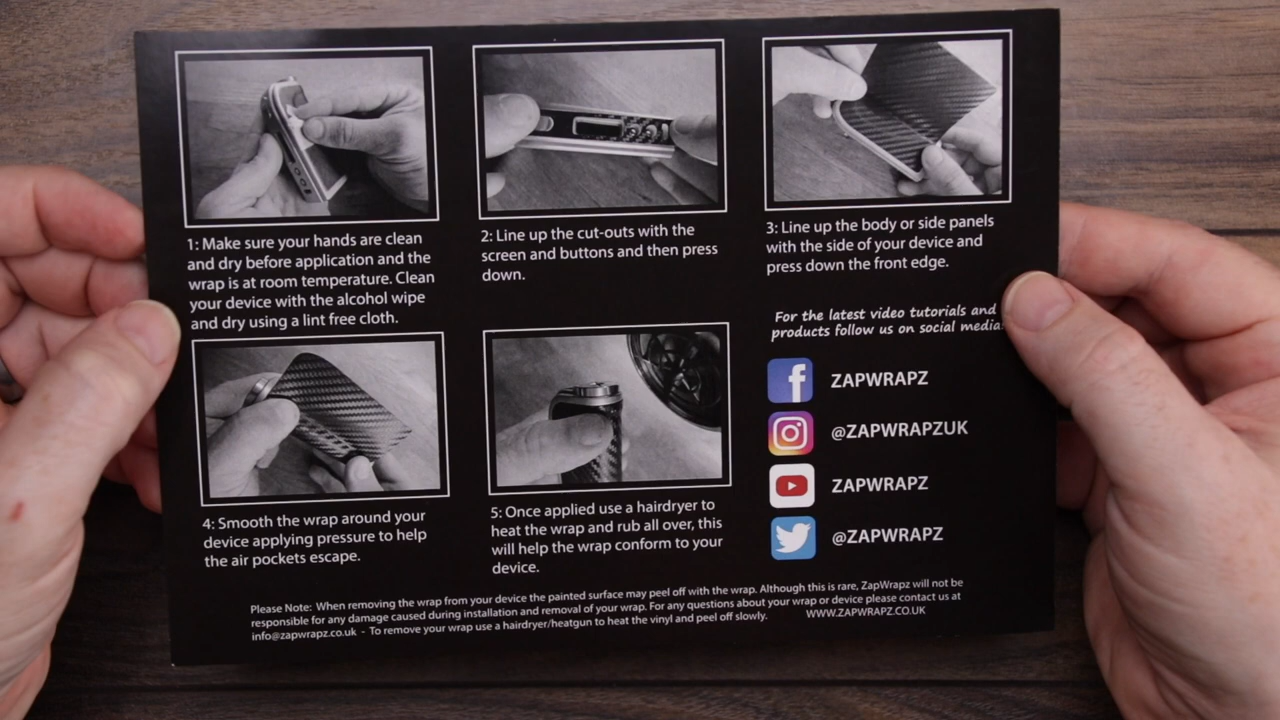 1: Make sure your hands are clean
and dry before application and the
wrap is at room temperature. Clean
your device with the alcohol wipe
and dry using a lint free cloth.
2: Line up the cut-outs with the
screen and buttons and then press
down.
3: Line up the body or side panels
with the side of your device and
press down the front edge.
4: Smooth the wrap around your
device applying pressure to help
the air pockets escape.
5: Once applied use a hairdryer to
heat the wrap and rub all over, this
will help the wrap conform to your
device.
For the latest video tutorials and
products follow us on social media
ZAPWRAPZ
@ZAPWRAPZUK
ZAPWRAPZ
@ZAPWRAPZ
Please Note: When removing the wrap from your device the painted surface may peel off with the wrap. Although this is rare, ZapWrapz will not be
responsible for any damage caused during installation and removal of your wrap. For any questions about your wrap or device please contact us at
info@zapwrapz.co.uk - To remove your wrap use a hairdryer/heatgun to heat the vinyl and peel off slowly. WWW.ZAPWRAPZ.CO.UK